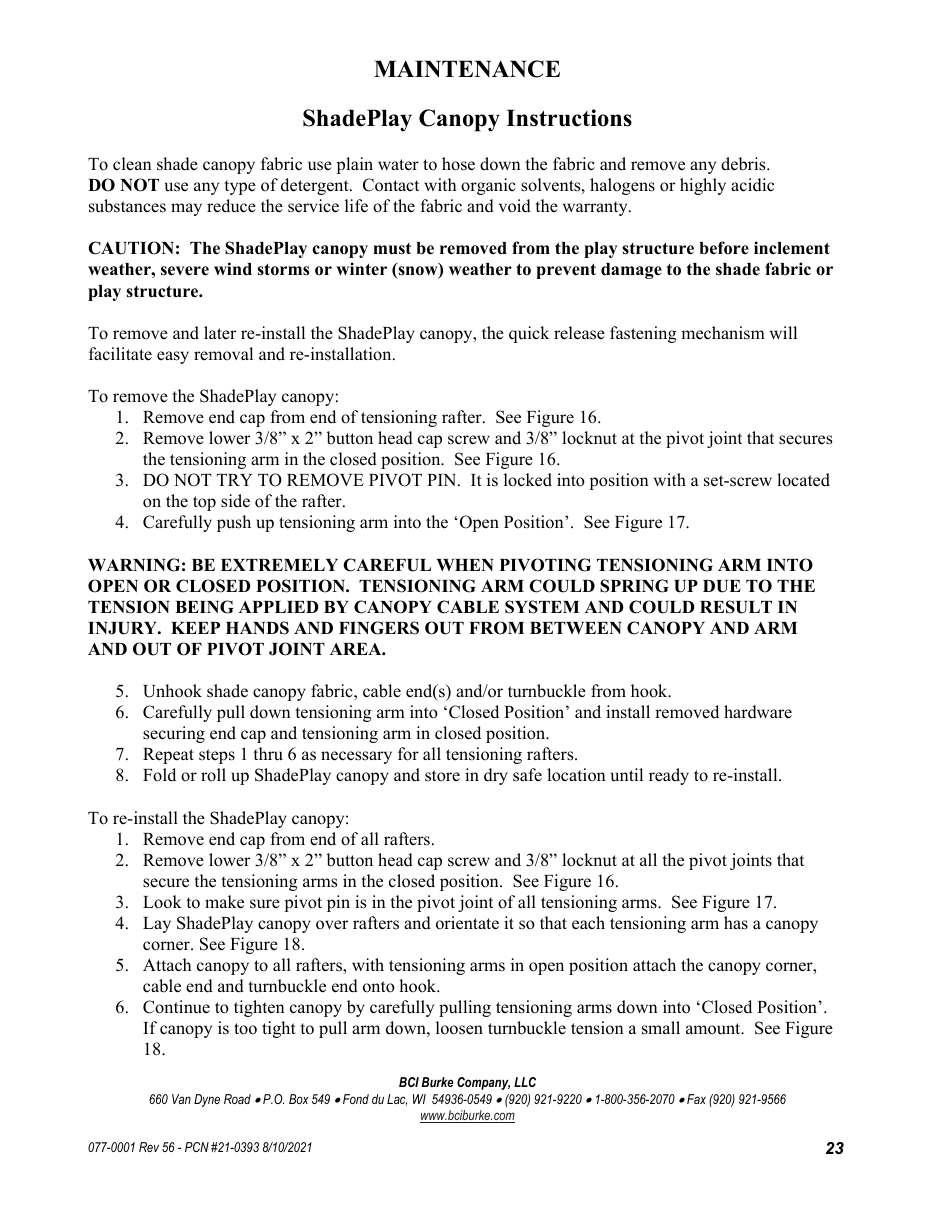 MAINTENANCE
ShadePlay Canopy Instructions
To clean shade canopy fabric use plain water to hose down the fabric and remove any debris.
DO NOT use any type of detergent.  Contact with organic solvents, halogens or highly acidic
substances may reduce the service life of the fabric and void the warranty.
CAUTION:  The ShadePlay canopy must be removed from the play structure before inclement
weather, severe wind storms or winter (snow) weather to prevent damage to the shade fabric or
play structure.
To remove and later re-install the ShadePlay canopy, the quick release fastening mechanism will
facilitate easy removal and re-installation.
To remove the ShadePlay canopy:
1. Remove end cap from end of tensioning rafter.  See Figure 16.
2. Remove lower 3/8” x 2” button head cap screw and 3/8” locknut at the pivot joint that secures
the tensioning arm in the closed position.  See Figure 16.
3. DO NOT TRY TO REMOVE PIVOT PIN.  It is locked into position with a set-screw located
on the top side of the rafter.
4. Carefully push up tensioning arm into the ‘Open Position’.  See Figure 17.
WARNING: BE EXTREMELY CAREFUL WHEN PIVOTING TENSIONING ARM INTO
OPEN OR CLOSED POSITION.  TENSIONING ARM COULD SPRING UP DUE TO THE
TENSION BEING APPLIED BY CANOPY CABLE SYSTEM AND COULD RESULT IN
INJURY.  KEEP HANDS AND FINGERS OUT FROM BETWEEN CANOPY AND ARM
AND OUT OF PIVOT JOINT AREA.
5. Unhook shade canopy fabric, cable end(s) and/or turnbuckle from hook.
6. Carefully pull down tensioning arm into ‘Closed Position’ and install removed hardware
securing end cap and tensioning arm in closed position.
7. Repeat steps 1 thru 6 as necessary for all tensioning rafters.
8. Fold or roll up ShadePlay canopy and store in dry safe location until ready to re-install.
To re-install the ShadePlay canopy:
1. Remove end cap from end of all rafters.
2. Remove lower 3/8” x 2” button head cap screw and 3/8” locknut at all the pivot joints that
secure the tensioning arms in the closed position.  See Figure 16.
3. Look to make sure pivot pin is in the pivot joint of all tensioning arms.  See Figure 17.
4. Lay ShadePlay canopy over rafters and orientate it so that each tensioning arm has a canopy
corner. See Figure 18.
5. Attach canopy to all rafters, with tensioning arms in open position attach the canopy corner,
cable end and turnbuckle end onto hook.
6. Continue to tighten canopy by carefully pulling tensioning arms down into ‘Closed Position’.
If canopy is too tight to pull arm down, loosen turnbuckle tension a small amount.  See Figure
18.
BCI Burke Company, LLC
660 Van Dyne Road • P.O. Box 549 • Fond du Lac, WI  54936-0549 • (920) 921-9220 • 1-800-356-2070 • Fax (920) 921-9566
www.bciburke.com
077-0001 Rev 56 - PCN #21-0393 8/10/2021 23